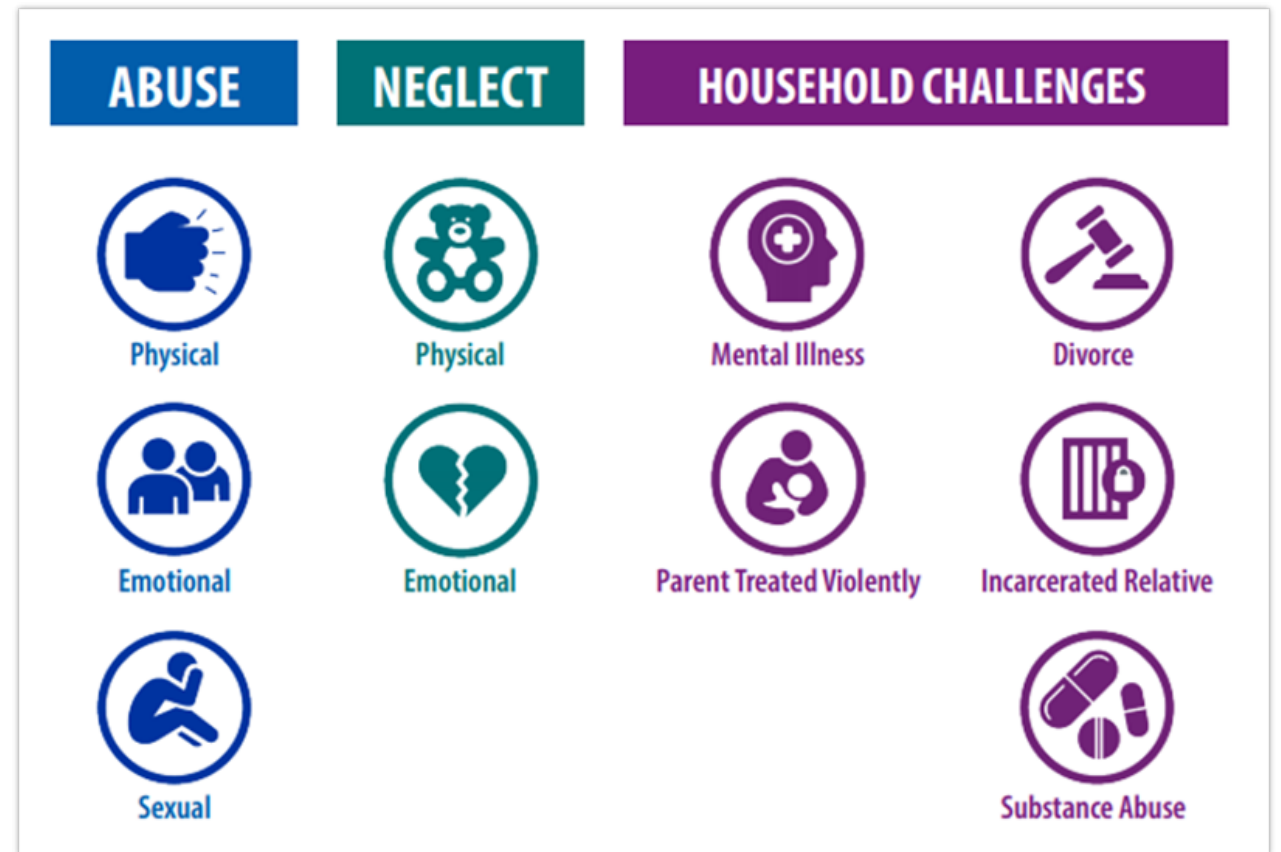 ABUSE
NEGLECT
HOUSEHOLD CHALLENGES
Physical
Physical
Mental Illness
Divorce
Emotional
Emotional
Parent Treated Violently
Incarcerated Relative
Sexual
Substance Abuse